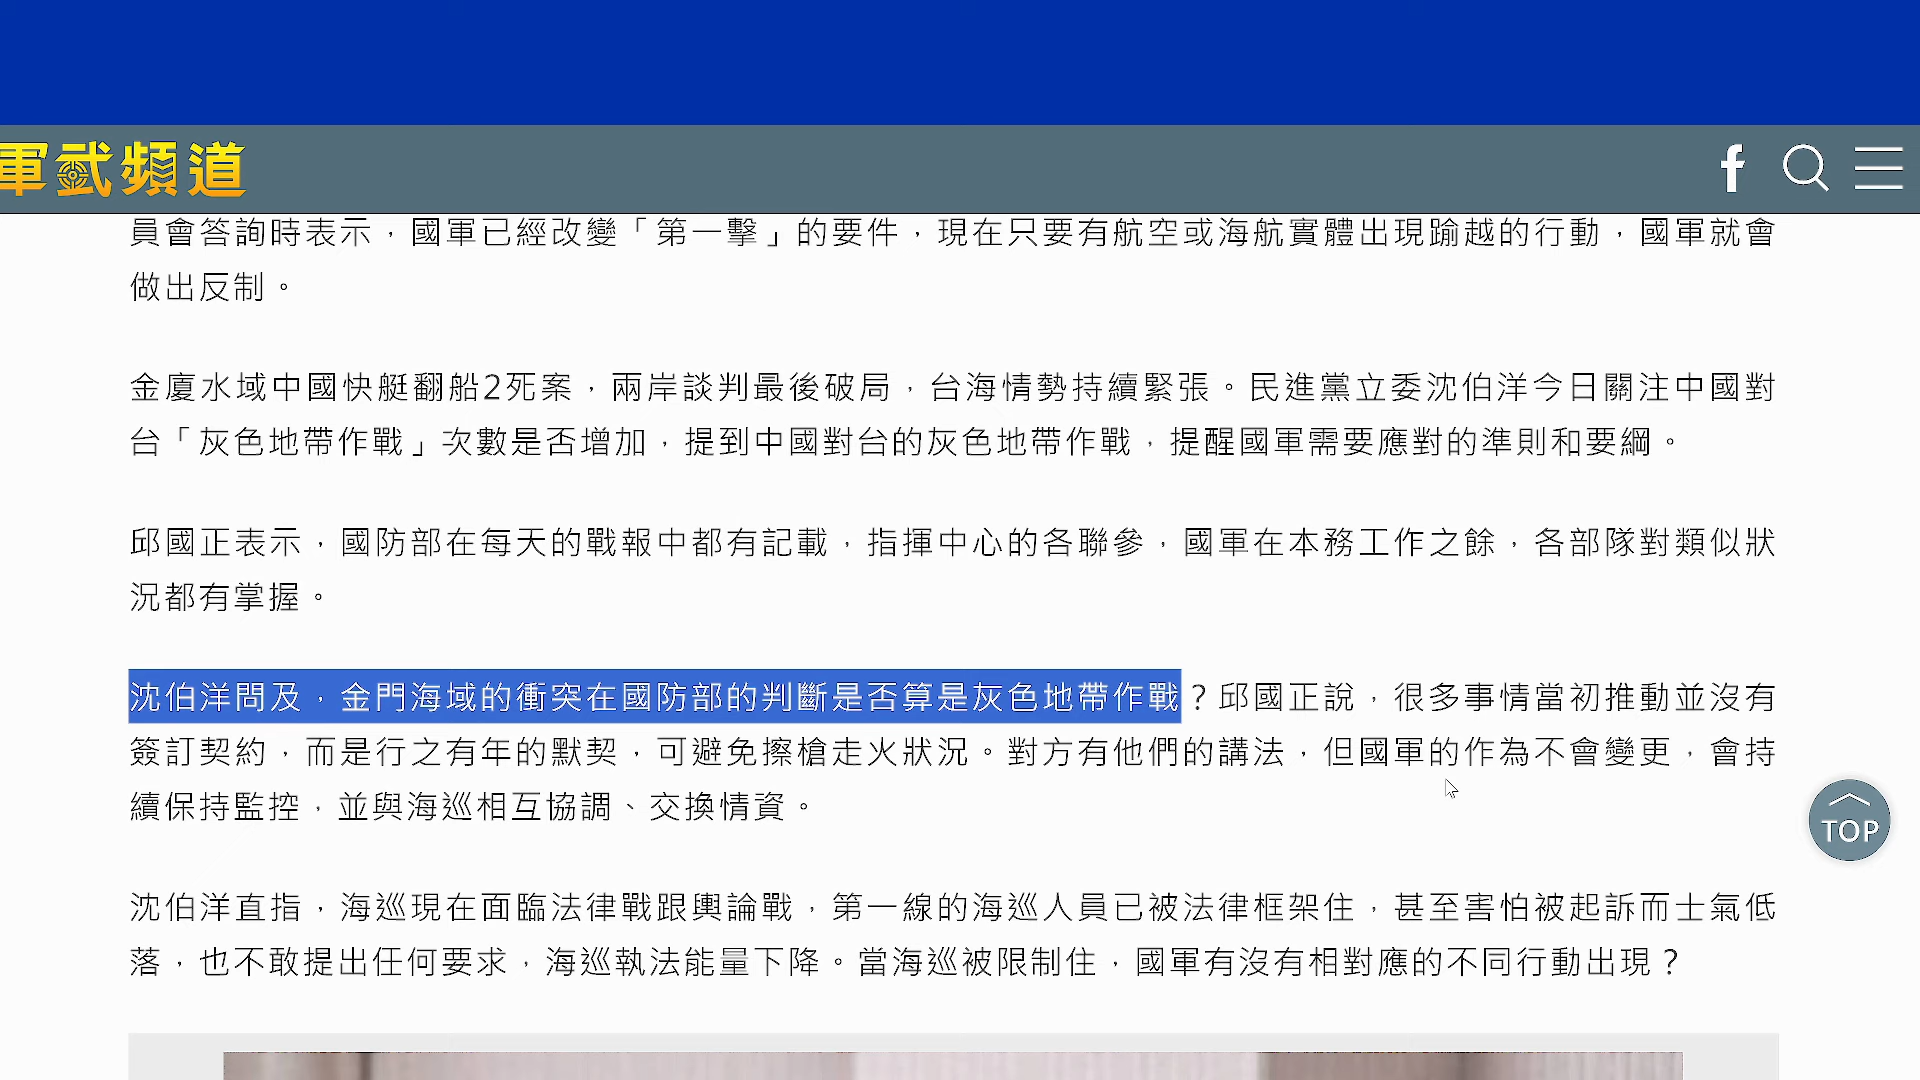 軍武頻道
員會答詢時表示，國軍已經改變「第一擊」的要件，現在只要有航空或海航實體出現踰越的行動，國軍就會
做出反制。
金廈水域中國快艇翻船2死案，兩岸談判最後破局，台海情勢持續緊張。民進黨立委沈伯洋今日關注中國對
台「灰色地帶作戰」次數是否增加，提到中國對台的灰色地帶作戰，提醒國軍需要應對的準則和要綱。
邱國正表示，國防部在每天的戰報中都有記載，指揮中心的各聯參，國軍在本務工作之餘，各部隊對類似狀
況都有掌握。
沈伯洋問及，金門海域的衝突在國防部的判斷是否算是灰色地帶作戰？邱國正說，很多事情當初推動並沒有
簽訂契約，而是行之有年的默契，可避免擦槍走火狀況。對方有他們的講法，但國軍的作為不會變更，會持
續保持監控，並與海巡相互協調、交換情資。
TOP
沈伯洋直指，海巡現在面臨法律戰跟輿論戰，第一線的海巡人員已被法律框架住，甚至害怕被起訴而士氣低
落，也不敢提出任何要求，海巡執法能量下降。當海巡被限制住，國軍有沒有相對應的不同行動出現？